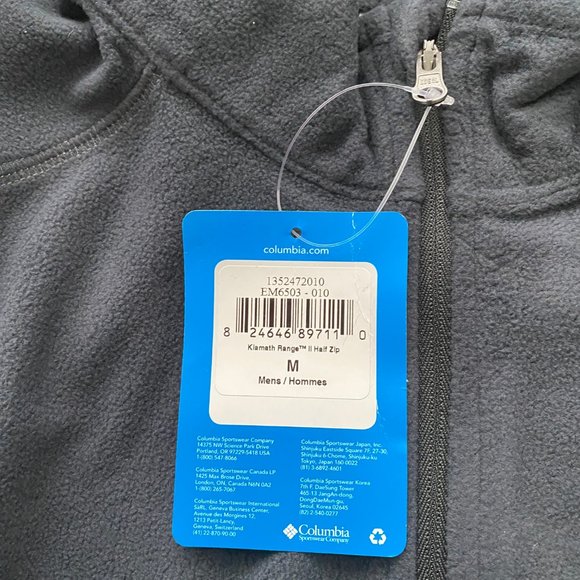 IDEAL
columbia.com
1352472010
EM6503 - 010
8 24646 89711 0
Klamath Range™ II Half Zip
M
Mens / Hommes
Columbia Sportswear Company
14375 NW Science Park Drive
Portland, OR 97229-5418 USA
1-(800) 547-8066
Columbia Sportswear Canada LP
1425 Max Brose Drive,
London, ON, Canada N6N 0A2
1-(800) 265-7067
Columbia Sportswear International
SàRL, Geneva Business Center,
Avenue des Morgines 12,
1213 Petit-Lancy,
Geneva, Switzerland
(41) 22-870-90-00
Columbia Sportswear Japan, Inc.
Shinjuku Eastside Square 7F, 27-30,
Shinjuku 6-Chome, Shinjuku-ku
Tokyo, Japan 160-0022
(81) 3-6892-4601
Columbia Sportswear Korea
7th F, DaeSung Tower
465-13 JangAn-dong,
DongDaeMun-gu,
Seoul, Korea 02645
(82) 2-540-0277
Columbia
Sportswear Company